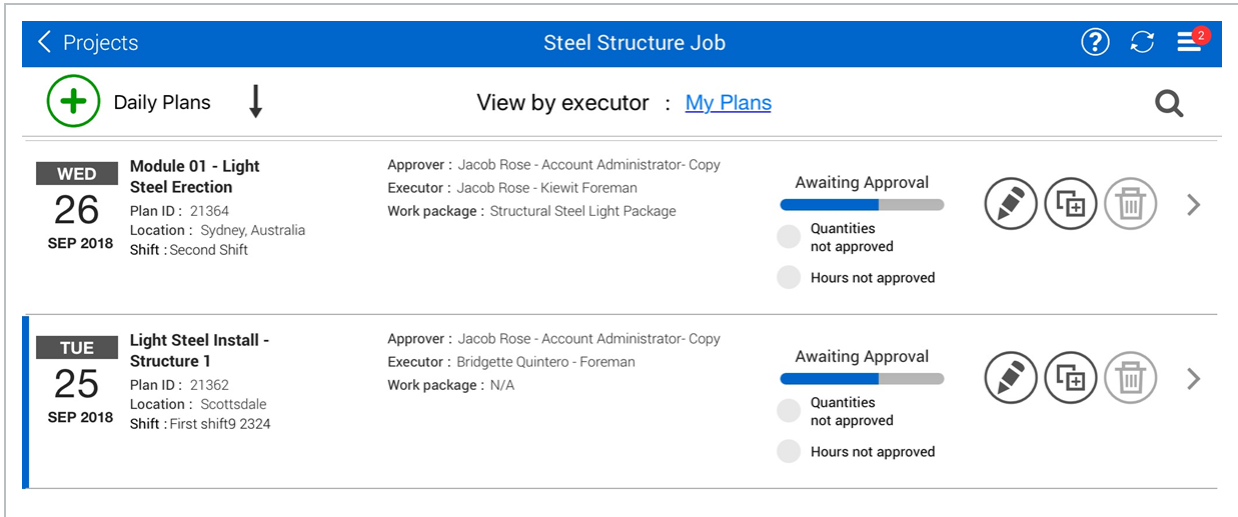 Projects
Steel Structure Job
2
Daily Plans
View by executor : My Plans
WED
26
SEP 2018
Module 01 - Light
Steel Erection
Plan ID : 21364
Location : Sydney, Australia
Shift : Second Shift
Approver : Jacob Rose - Account Administrator- Copy
Executor : Jacob Rose - Kiewit Foreman
Work package : Structural Steel Light Package
Awaiting Approval
Quantities
not approved
Hours not approved
TUE
25
SEP 2018
Light Steel Install -
Structure 1
Plan ID : 21362
Location : Scottsdale
Shift : First shift9 2324
Approver : Jacob Rose - Account Administrator- Copy
Executor : Bridgette Quintero - Foreman
Work package : N/A
Awaiting Approval
Quantities
not approved
Hours not approved